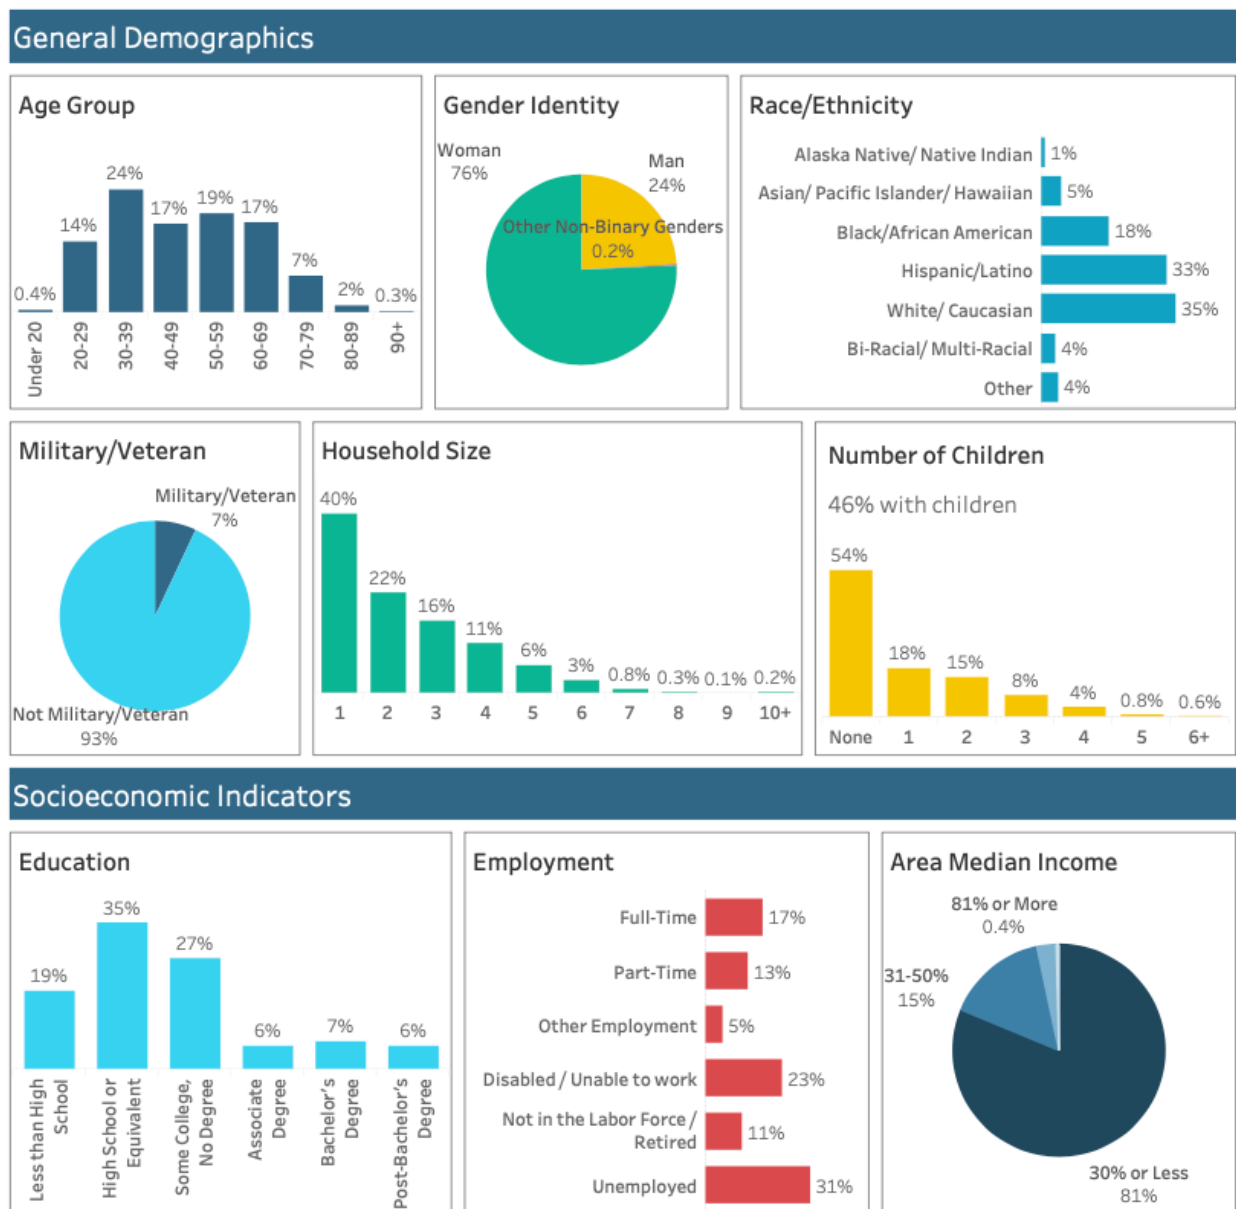 General Demographics
Age Group
0.4%
14%
24%
17%
19%
17%
7%
2%
0.3%
Under 20
20-29
30-39
40-49
50-59
60-69
70-79
80-89
90+
Gender Identity
Woman
76%
Man
24%
Other Non-Binary Genders
0.2%
Race/Ethnicity
Alaska Native/ Native Indian 1%
Asian/ Pacific Islander/ Hawaiian 5%
Black/African American 18%
Hispanic/Latino 33%
White/ Caucasian 35%
Bi-Racial/ Multi-Racial 4%
Other 4%
Military/Veteran
Military/Veteran
7%
Not Military/Veteran
93%
Household Size
40%
22%
16%
11%
6%
3%
0.8%
0.3%
0.1%
0.2%
1 2 3 4 5 6 7 8 9 10+
Number of Children
46% with children
54%
18%
15%
8%
4%
0.8%
0.6%
None 1 2 3 4 5 6+
Socioeconomic Indicators
Education
19%
35%
27%
6%
7%
6%
Less than High
School
High School or
Equivalent
Some College,
No Degree
Associate
Degree
Bachelor's
Degree
Post-Bachelor's
Degree
Employment
Full-Time 17%
Part-Time 13%
Other Employment 5%
Disabled / Unable to work 23%
Not in the Labor Force /
Retired 11%
Unemployed 31%
Area Median Income
81% or More
0.4%
31-50%
15%
30% or Less
81%